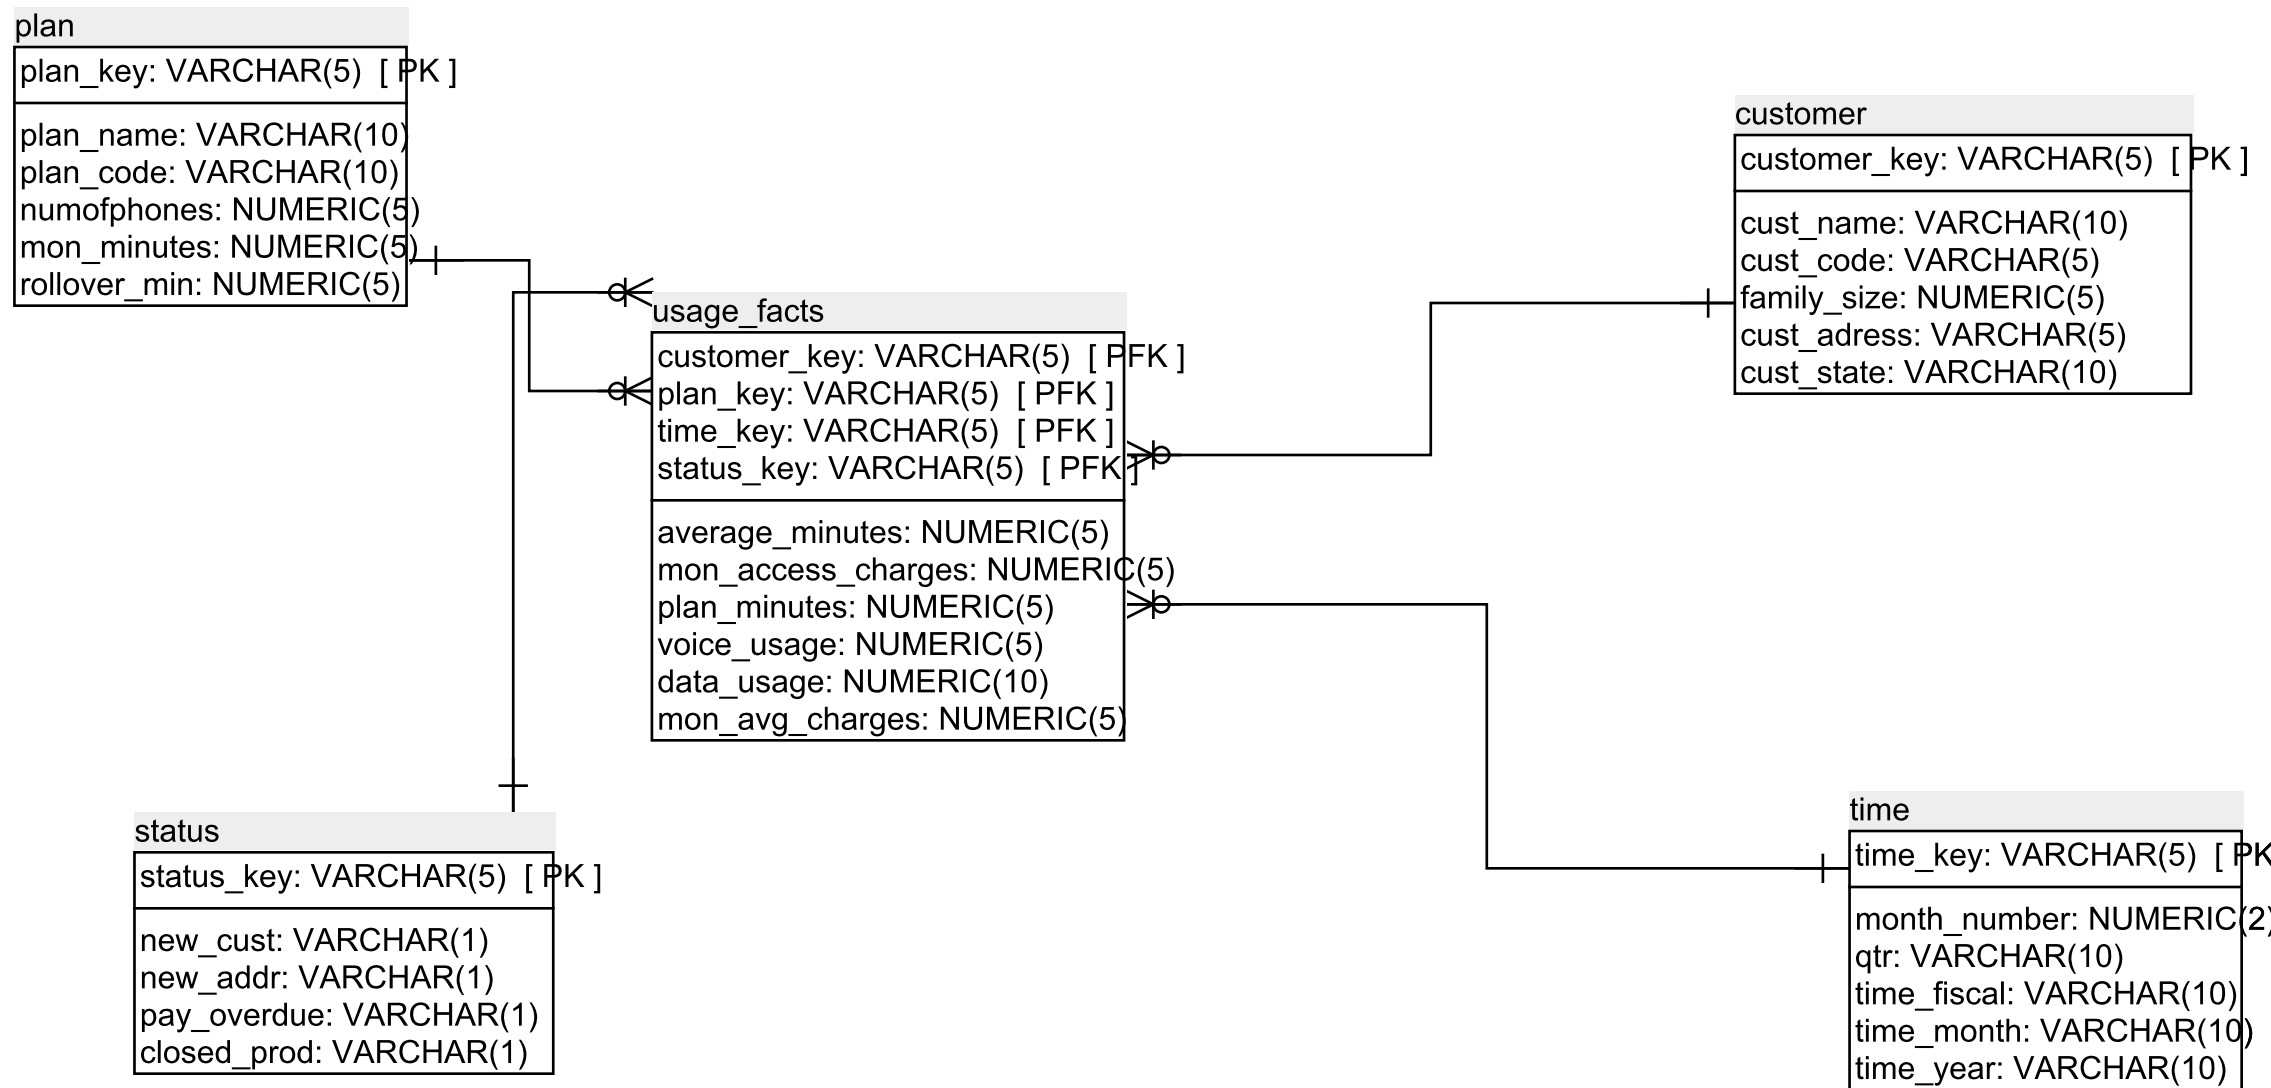 plan
plan_key: VARCHAR(5) [ PK ]
plan_name: VARCHAR(10)
plan_code: VARCHAR(10)
numofphones: NUMERIC(5)
mon_minutes: NUMERIC(5)
rollover_min: NUMERIC(5)
customer
customer_key: VARCHAR(5) [ PK ]
cust_name: VARCHAR(10)
cust_code: VARCHAR(5)
family_size: NUMERIC(5)
cust_adress: VARCHAR(5)
cust_state: VARCHAR(10)
usage_facts
customer_key: VARCHAR(5) [ PFK ]
plan_key: VARCHAR(5) [ PFK ]
time_key: VARCHAR(5) [ PFK ]
status_key: VARCHAR(5) [ PFK ]
average_minutes: NUMERIC(5)
mon_access_charges: NUMERIC(5)
plan_minutes: NUMERIC(5)
voice_usage: NUMERIC(5)
data_usage: NUMERIC(10)
mon_avg_charges: NUMERIC(5)
status
status_key: VARCHAR(5) [ PK ]
new_cust: VARCHAR(1)
new_addr: VARCHAR(1)
pay_overdue: VARCHAR(1)
closed_prod: VARCHAR(1)
time
time_key: VARCHAR(5) [ PK
month_number: NUMERIC(2)
qtr: VARCHAR(10)
time_fiscal: VARCHAR(10)
time_month: VARCHAR(10)
time_year: VARCHAR(10)